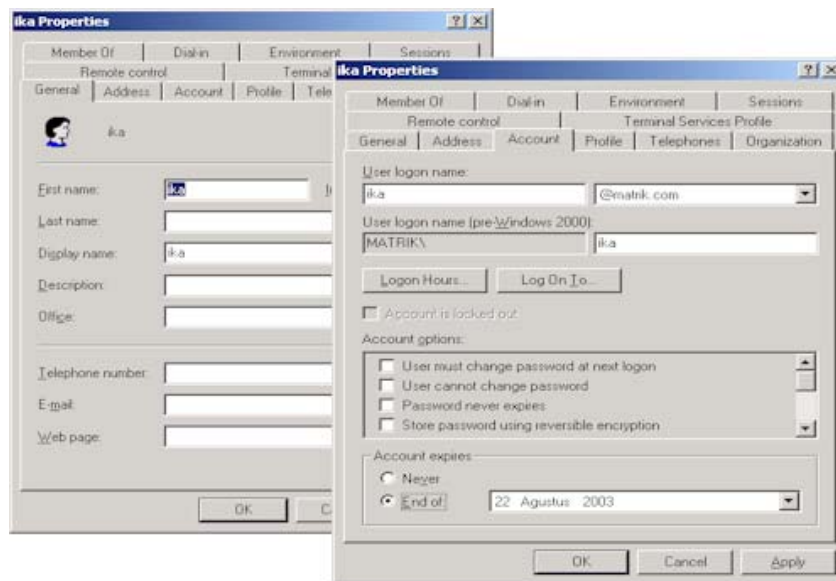 ika Properties
Member Of Dial-in Environment Sessions
Remote control Terminal
General Address Account Profile Tele
ika
First name: ika
Last name:
Display name: ika
Description:
Office:
Telephone number:
E-mail:
Web page:
OK
ika Properties
Member Of Dial-in Environment Sessions
Remote control Terminal Services Profile
General Address Account Profile Telephones Organization
User logon name:
ika @matrik.com
User logon name (pre-Windows 2000):
MATRIK\ ika
Logon Hours... Log On To...
Account is locked out
Account options:
User must change password at next logon
User cannot change password
Password never expires
Store password using reversible encryption
Account expires
Never
End of: 22 Agustus 2003
OK Cancel Apply